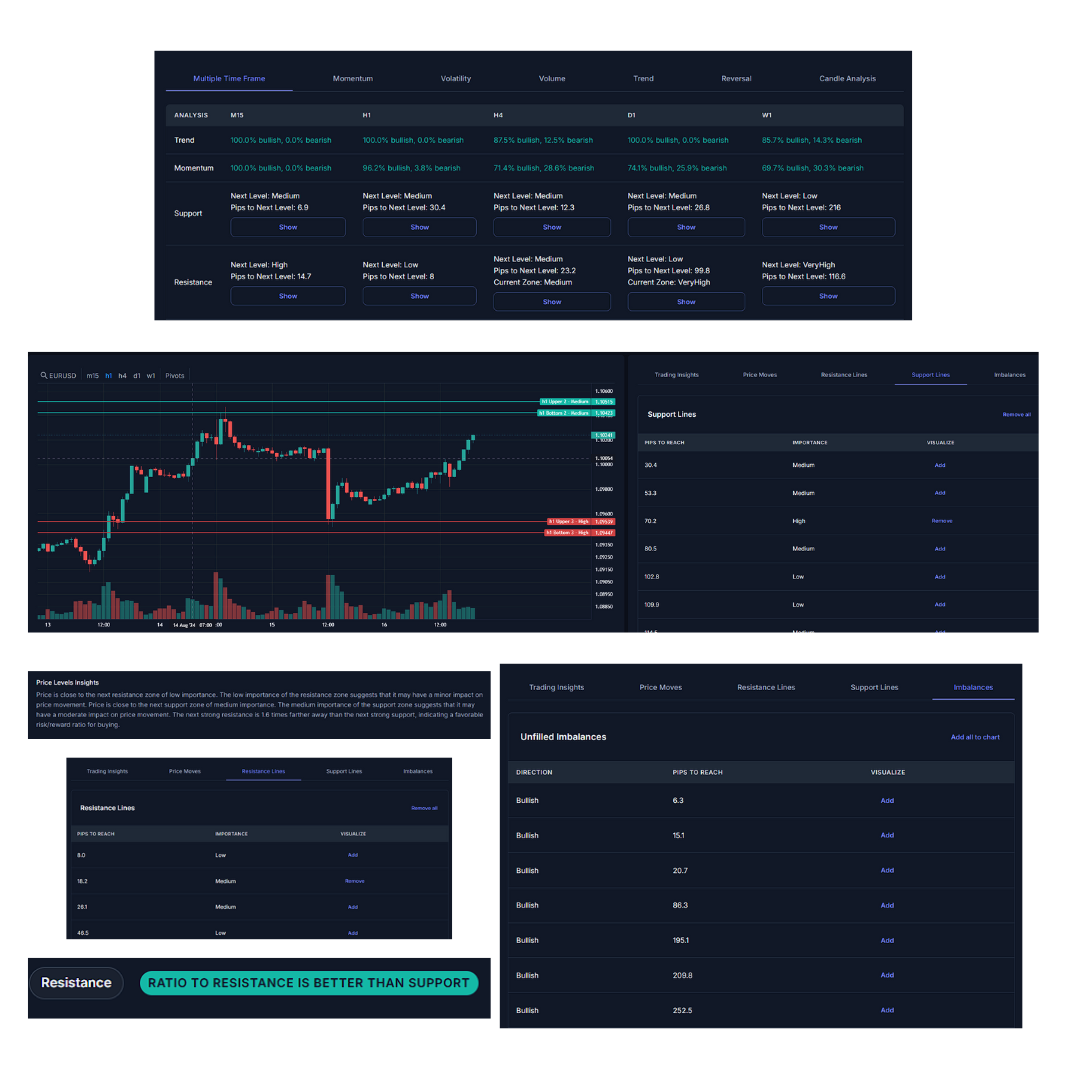 Multiple Time Frame Momentum Volatility Volume Trend Reversal Candle Analysis
ANALYSIS M15 H1 H4 D1 W1
Trend 100.0% bullish, 0.0% bearish 100.0% bullish, 0.0% bearish 87.5% bullish, 12.5% bearish 100.0% bullish, 0.0% bearish 85.7% bullish, 14.3% bearish
Momentum 100.0% bullish, 0.0% bearish 96.2% bullish, 3.8% bearish 71.4% bullish, 28.6% bearish 74.1% bullish, 25.9% bearish 69.7% bullish, 30.3% bearish
Support
Next Level: Medium Next Level: Medium Next Level: Medium Next Level: Medium Next Level: Low
Pips to Next Level: 6.9 Pips to Next Level: 30.4 Pips to Next Level: 12.3 Pips to Next Level: 26.8 Pips to Next Level: 216
Show Show Show Show Show
Resistance
Next Level: High Next Level: Low Next Level: Medium Next Level: Low Next Level: VeryHigh
Pips to Next Level: 14.7 Pips to Next Level: 8 Pips to Next Level: 23.2 Pips to Next Level: 99.8 Pips to Next Level: 116.6
Current Zone: Medium Current Zone: VeryHigh
Show Show Show Show Show
EURUSD m15 h1 h4 d1 w1 Pivots
1.10600
h1 Upper 2 - Medium 1.10515
h1 Bottom 2 - Medium 1.10423
1.10241
1.10200
1.10054
1.10000
1.09800
1.09600
h1 Upper 2 - High 1.09539
h1 Bottom 2 - High 1.09447
1.09350
1.09250
1.09150
1.09050
1.08950
1.08850
13 12:00 14 14 Aug '24 07:00 :00 15 12:00 16 12:00
Trading Insights Price Moves Resistance Lines Support Lines Imbalances
Support Lines Remove all
PIPS TO REACH IMPORTANCE VISUALIZE
30.4 Medium Add
53.3 Medium Add
70.2 High Remove
80.5 Medium Add
102.8 Low Add
109.9 Low Add
114.5 Medium Add
Price Levels Insights
Price is close to the next resistance zone of low importance. The low importance of the resistance zone suggests that it may have a minor impact on
price movement. Price is close to the next support zone of medium importance. The medium importance of the support zone suggests that it may
have a moderate impact on price movement. The next strong resistance is 1.6 times farther away than the next strong support, indicating a favorable
risk/reward ratio for buying.
Trading Insights Price Moves Resistance Lines Support Lines Imbalances
Resistance Lines Remove all
PIPS TO REACH IMPORTANCE VISUALIZE
8.0 Low Add
18.2 Medium Remove
26.1 Medium Add
46.5 Low Add
Resistance RATIO TO RESISTANCE IS BETTER THAN SUPPORT
Trading Insights Price Moves Resistance Lines Support Lines Imbalances
Unfilled Imbalances Add all to chart
DIRECTION PIPS TO REACH VISUALIZE
Bullish 6.3 Add
Bullish 15.1 Add
Bullish 20.7 Add
Bullish 86.3 Add
Bullish 195.1 Add
Bullish 209.8 Add
Bullish 252.5 Add